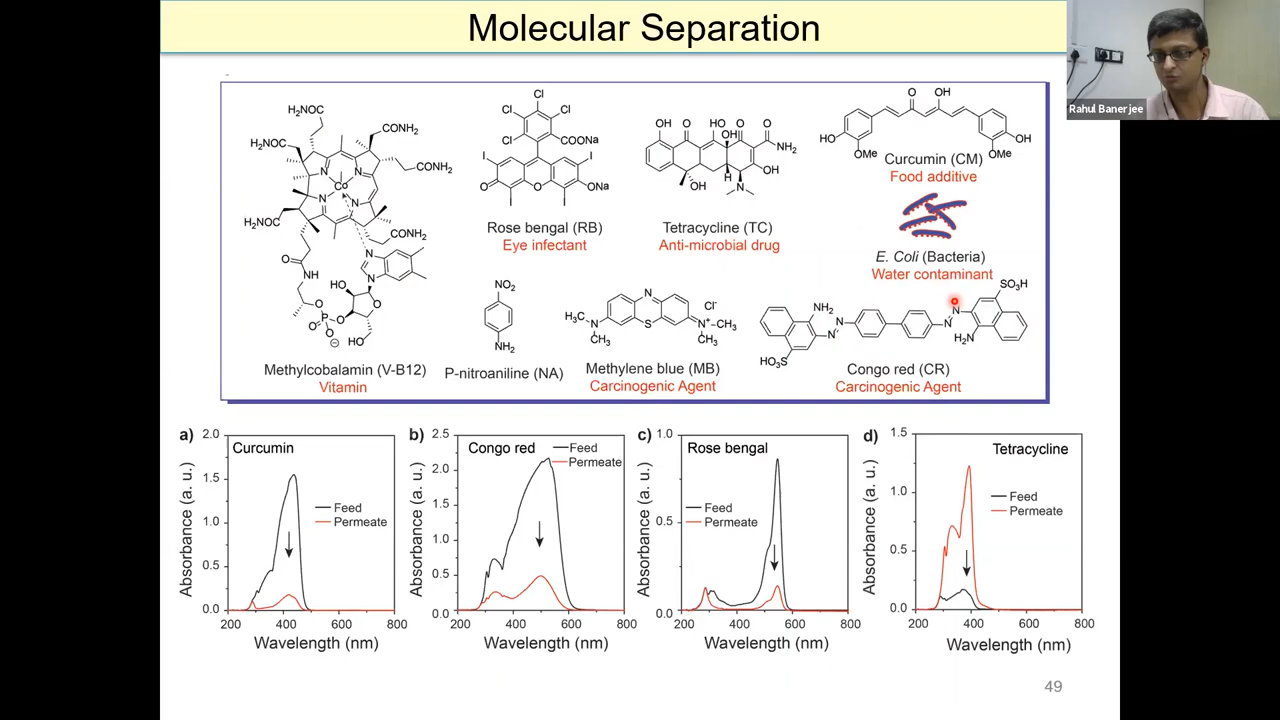 Molecular Separation
Rahul Banerjee
H₂NOC
CONH₂
H₂NOC
CONH₂
N
N
Co
N
N
H₂NOC
CONH₂
O
NH
N
N
HO
O
O
P
O
O
HO
Methylcobalamin (V-B12)
Vitamin
Cl
Cl
Cl
Cl
COONa
I
I
O
O
ONa
I
I
Rose bengal (RB)
Eye infectant
OH
O
HO
OH
O
O
NH₂
OH
H
OH
N
Tetracycline (TC)
Anti-microbial drug
O
OH
HO
OMe
OH
OMe
Curcumin (CM)
Food additive
E. Coli (Bacteria)
Water contaminant
NO₂
NH₂
P-nitroaniline (NA)
N
Cl⁻
H₃C
N
CH₃
S
N⁺
CH₃
CH₃
Methylene blue (MB)
Carcinogenic Agent
NH₂
N
N
HO₃S
N
N
SO₃H
H₂N
Congo red (CR)
Carcinogenic Agent
a)
Curcumin
Feed
Permeate
Absorbance (a. u.)
2.0
1.5
1.0
0.5
0.0
200 400 600 800
Wavelength (nm)
b)
Congo red
Feed
Permeate
Absorbance (a. u.)
2.5
2.0
1.5
1.0
0.5
0.0
200 400 600 800
Wavelength (nm)
c)
Rose bengal
Feed
Permeate
Absorbance (a. u.)
1.0
0.5
0.0
200 400 600 800
Wavelength (nm)
d)
Tetracycline
Feed
Permeate
Absorbance (a. u.)
1.5
1.0
0.5
0.0
200 400 600 800
Wavelength (nm)
49